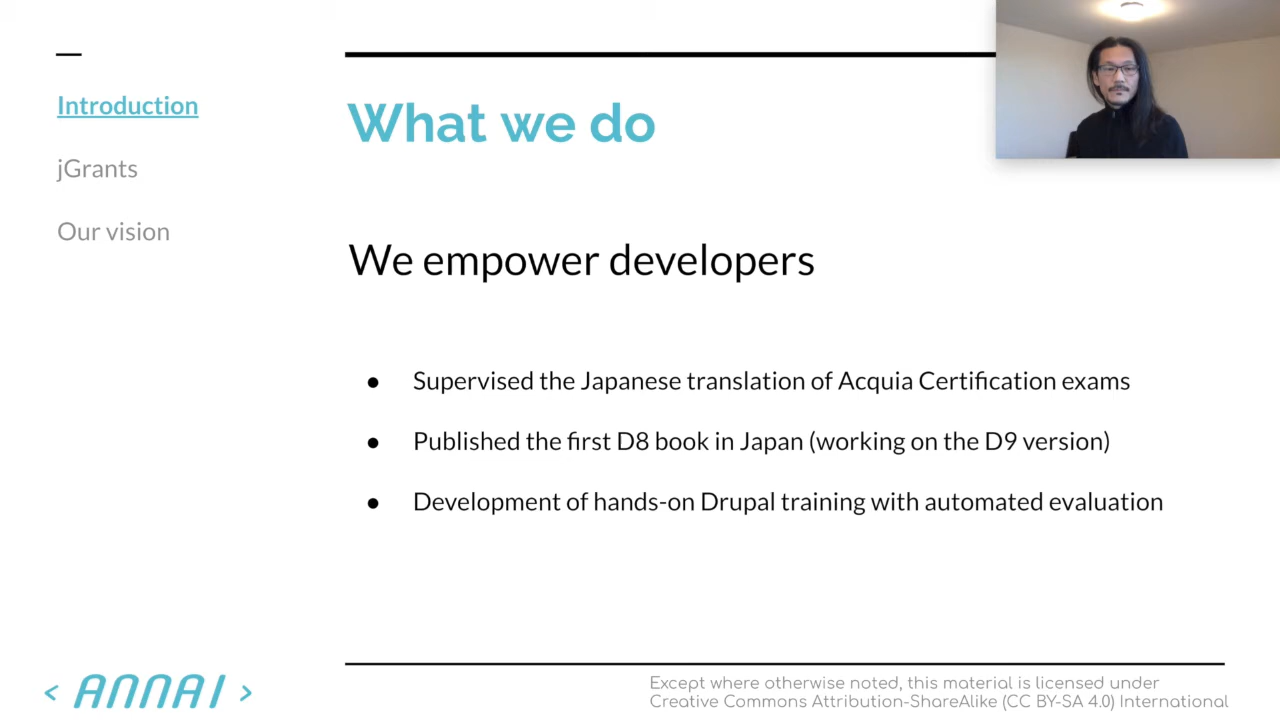 Introduction
jGrants
Our vision
What we do
We empower developers
● Supervised the Japanese translation of Acquia Certification exams
● Published the first D8 book in Japan (working on the D9 version)
● Development of hands-on Drupal training with automated evaluation
< ANNAI >
Except where otherwise noted, this material is licensed under
Creative Commons Attribution-ShareAlike (CC BY-SA 4.0) International